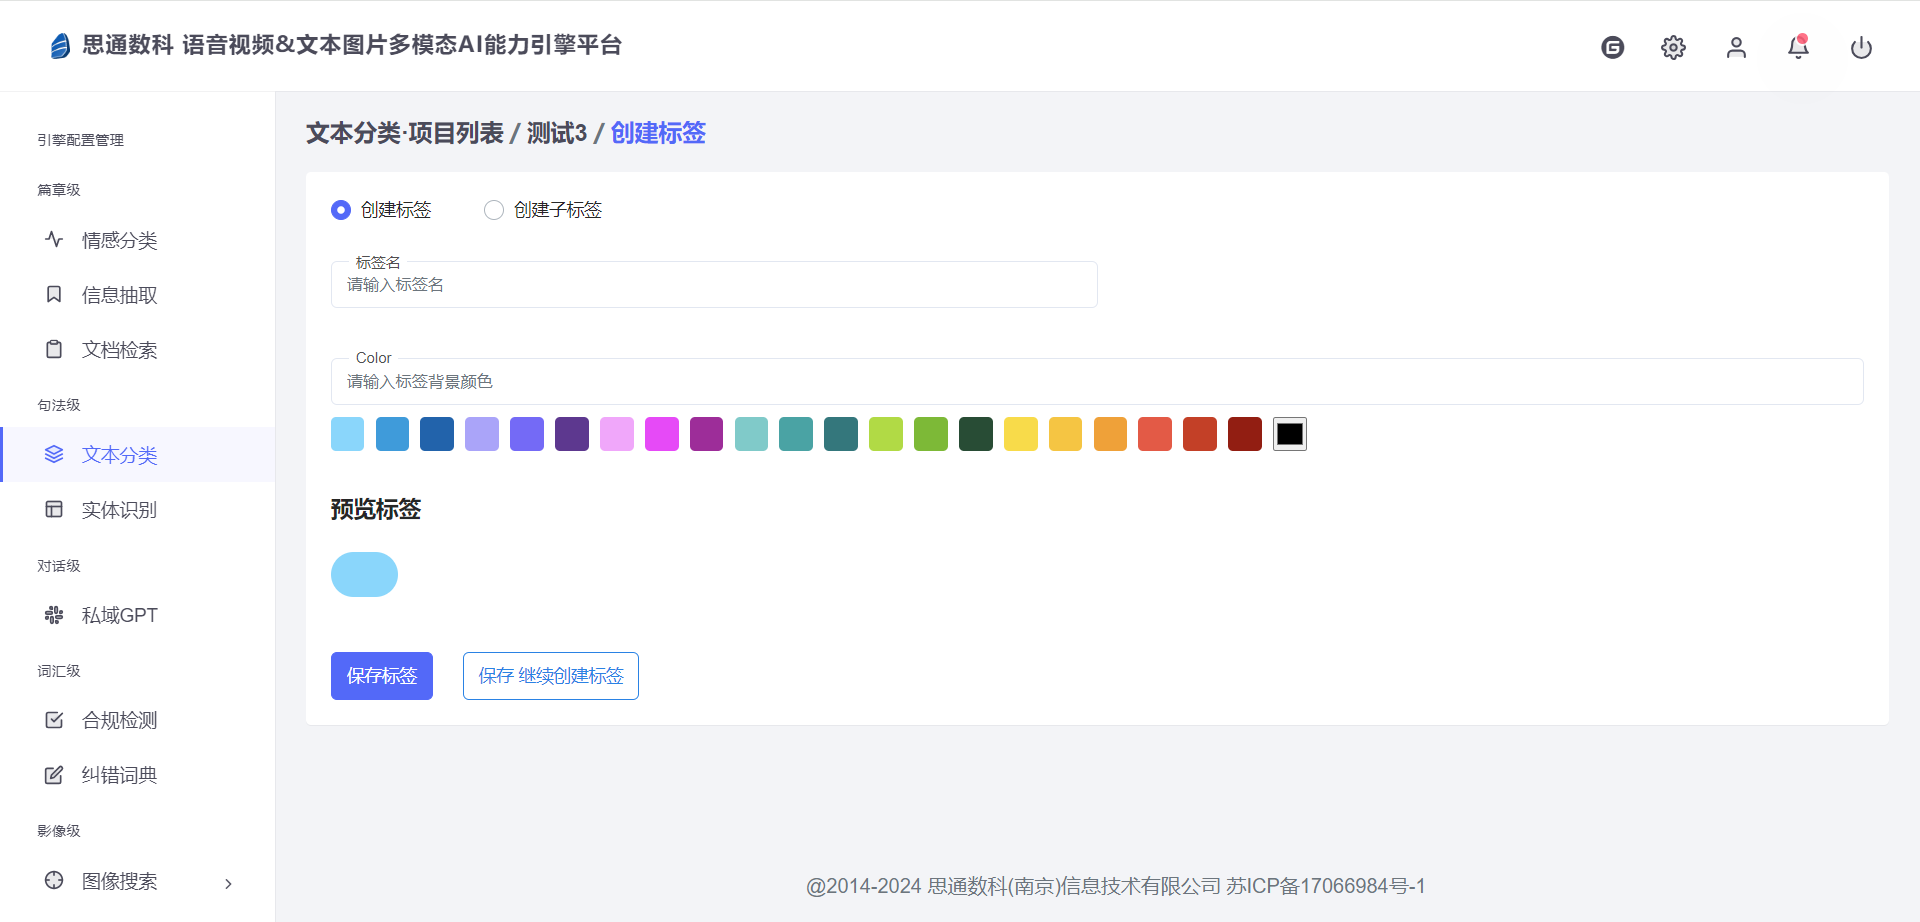 思通数科 语音视频&文本图片多模态AI能力引擎平台
引擎配置管理
篇章级
情感分类
信息抽取
文档检索
句法级
文本分类
实体识别
对话级
私域GPT
词汇级
合规检测
纠错词典
影像级
图像搜索
文本分类·项目列表 / 测试3 / 创建标签
创建标签 创建子标签
标签名
请输入标签名
Color
请输入标签背景颜色
预览标签
保存标签 保存 继续创建标签
@2014-2024 思通数科(南京)信息技术有限公司 苏ICP备17066984号-1